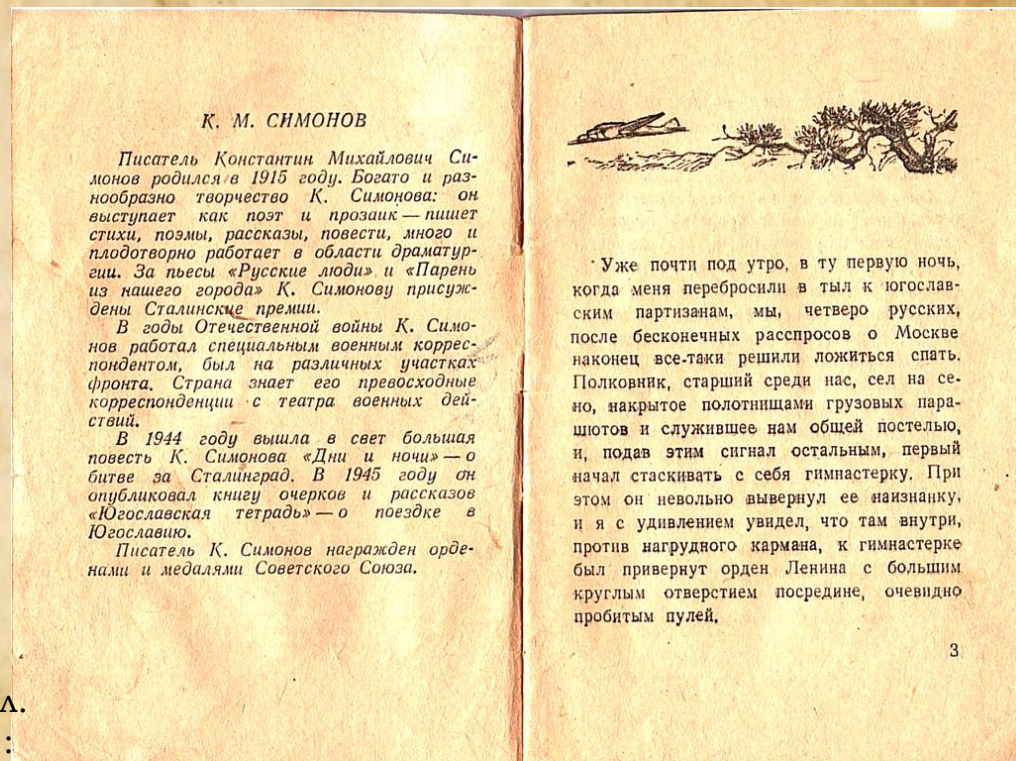 К. М. СИМОНОВ
Писатель Константин Михайлович Си-
монов родился в 1915 году. Богато и раз-
нообразно творчество К. Симонова: он
выступает как поэт и прозаик — пишет
стихи, поэмы, рассказы, повести, много и
плодотворно работает в области драматур-
гии. За пьесы «Русские люди» и «Парень
из нашего города» К. Симонову присуж-
дены Сталинские премии.
В годы Отечественной войны К. Симо-
нов работал специальным военным коррес-
пондентом, был на различных участках
фронта. Страна знает его превосходные
корреспонденции с театра военных дей-
ствий.
В 1944 году вышла в свет большая
повесть К. Симонова «Дни и ночи» — о
битве за Сталинград. В 1945 году он
опубликовал книгу очерков и рассказов
«Югославская тетрадь» — о поездке в
Югославию.
Писатель К. Симонов награжден орде-
нами и медалями Советского Союза.
Уже почти под утро, в ту первую ночь,
когда меня перебросили в тыл к югослав-
ским партизанам, мы, четверо русских,
после бесконечных расспросов о Москве
наконец все-таки решили ложиться спать.
Полковник, старший среди нас, сел на се-
но, накрытое полотнищами грузовых пара-
шютов и служившее нам общей постелью,
и, подав этим сигнал остальным, первый
начал стаскивать с себя гимнастерку. При
этом он невольно вывернул ее наизнанку,
и я с удивлением увидел, что там внутри,
против нагрудного кармана, к гимнастерке
был привернут орден Ленина с большим
круглым отверстием посредине, очевидно
пробитым пулей.
3
л.
: